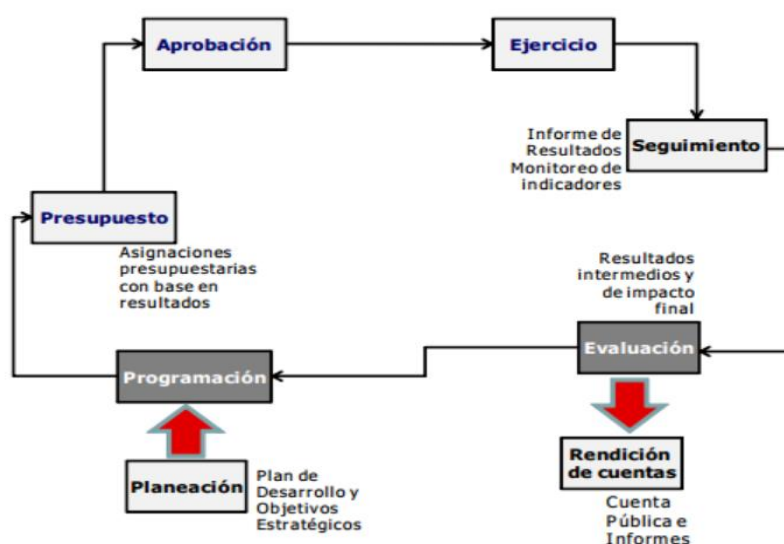 Aprobación
Ejercicio
Informe de
Resultados
Monitoreo de
indicadores
Seguimiento
Presupuesto
Asignaciones
presupuestarias
con base en
resultados
Resultados
intermedios y
de impacto
final
Evaluación
Programación
Planeación
Plan de
Desarrollo y
Objetivos
Estratégicos
Rendición
de cuentas
Cuenta
Pública e
Informes